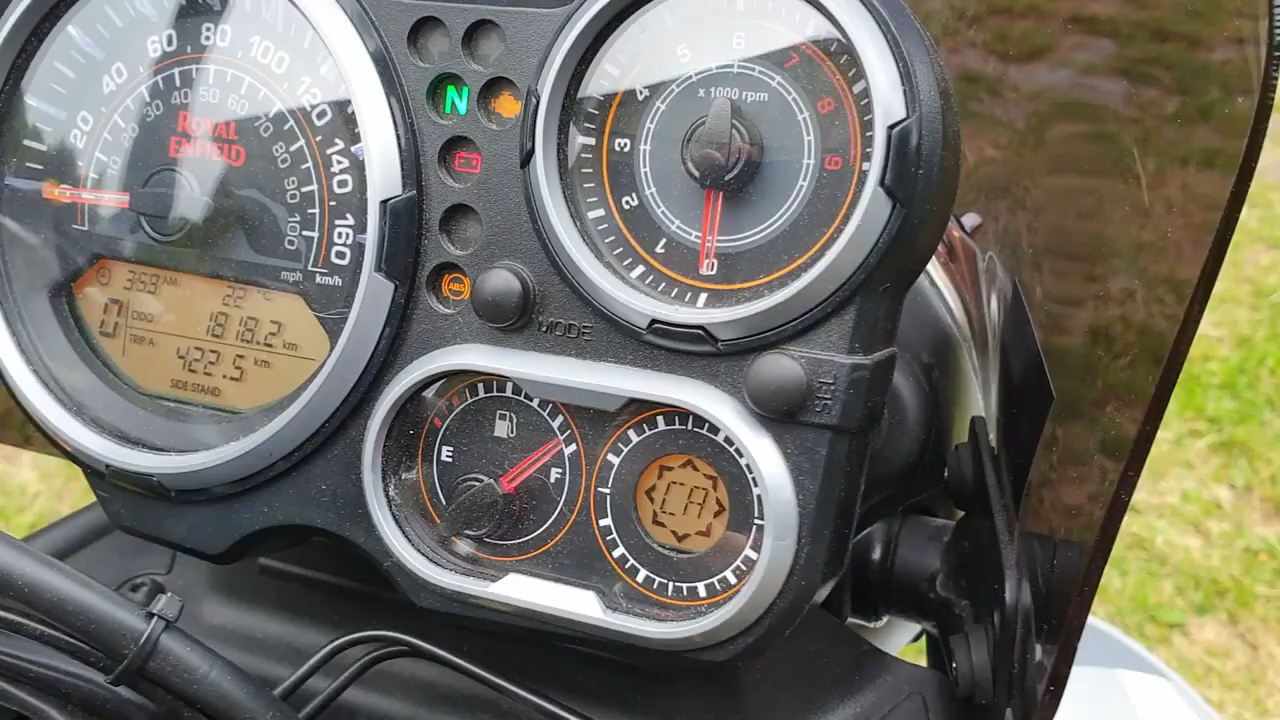 20 40 60 80 100 120 140 160
10 20 30 40 50 60 70 80 90 100
ROYAL
ENFIELD
mph km/h
3:59 AM
22 °C
0
ODO 1818.2 km
TRIP A 422.5 km
SIDE STAND
N
ABS
MODE
0 1 2 3 4 5 6 7 8 9
x 1000 rpm
SET
E F
CA